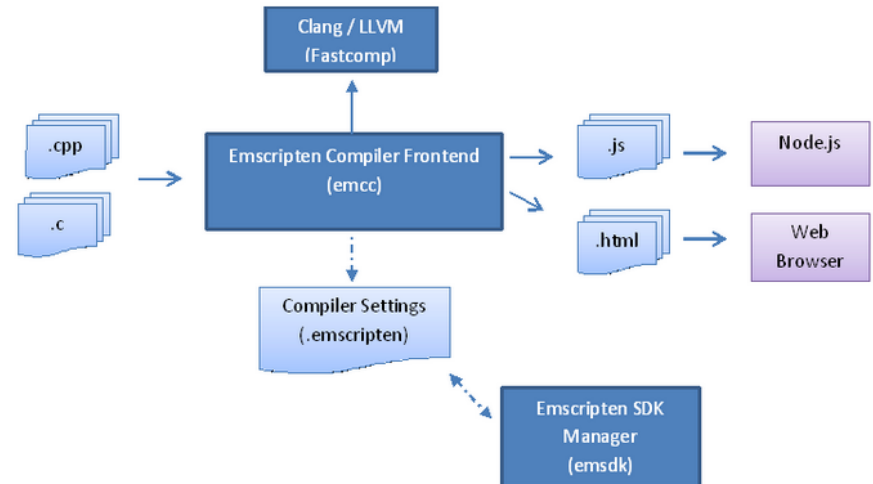 Clang / LLVM
(Fastcomp)
.cpp
.c
Emscripten Compiler Frontend
(emcc)
.js
.html
Node.js
Web
Browser
Compiler Settings
(.emscripten)
Emscripten SDK
Manager
(emsdk)